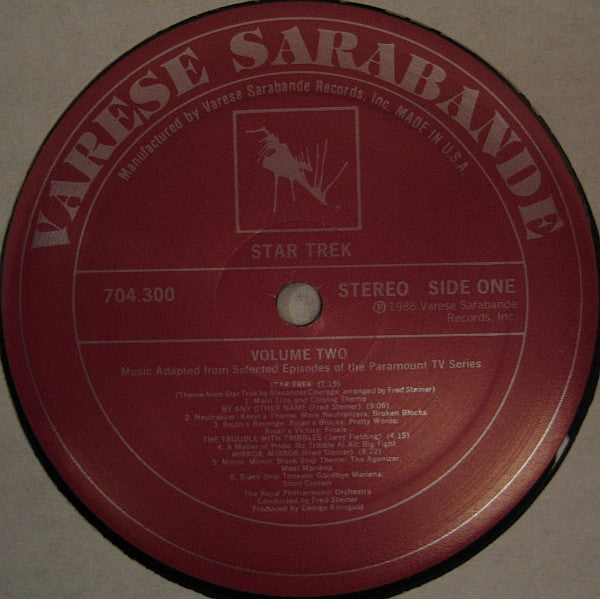 VARESE SARABANDE
Manufactured by Varese Sarabande Records, Inc. MADE IN U.S.A.
STAR TREK
704.300
STEREO SIDE ONE
℗ 1986 Varese Sarabande
Records, Inc.
VOLUME TWO
Music Adapted from Selected Episodes of the Paramount TV Series
STAR TREK (1:19)
(Theme from Star Trek by Alexander Courage; arranged by Fred Steiner)
1. Main Title and Closing Theme
BY ANY OTHER NAME (Fred Steiner) (9:06)
2. Neutralizer; Kevin's Theme; More Neutralizers; Broken Blocks
3. Rojan's Revenge; Rojan's Blocks; Pretty Words;
Rojan's Victory; Finale
THE TROUBLE WITH TRIBBLES (Jerry Fielding) (4:15)
4. A Matter of Pride; No Tribble At All; Big Fight
MIRROR, MIRROR (Fred Steiner) (8:22)
5. Mirror, Mirror; Black Ship Theme; The Agonizer;
Meet Marlena
6. Black Ship Tension; Goodbye Marlena;
Short Curtain
The Royal Philharmonic Orchestra
Conducted by Fred Steiner
Produced by George Korngold